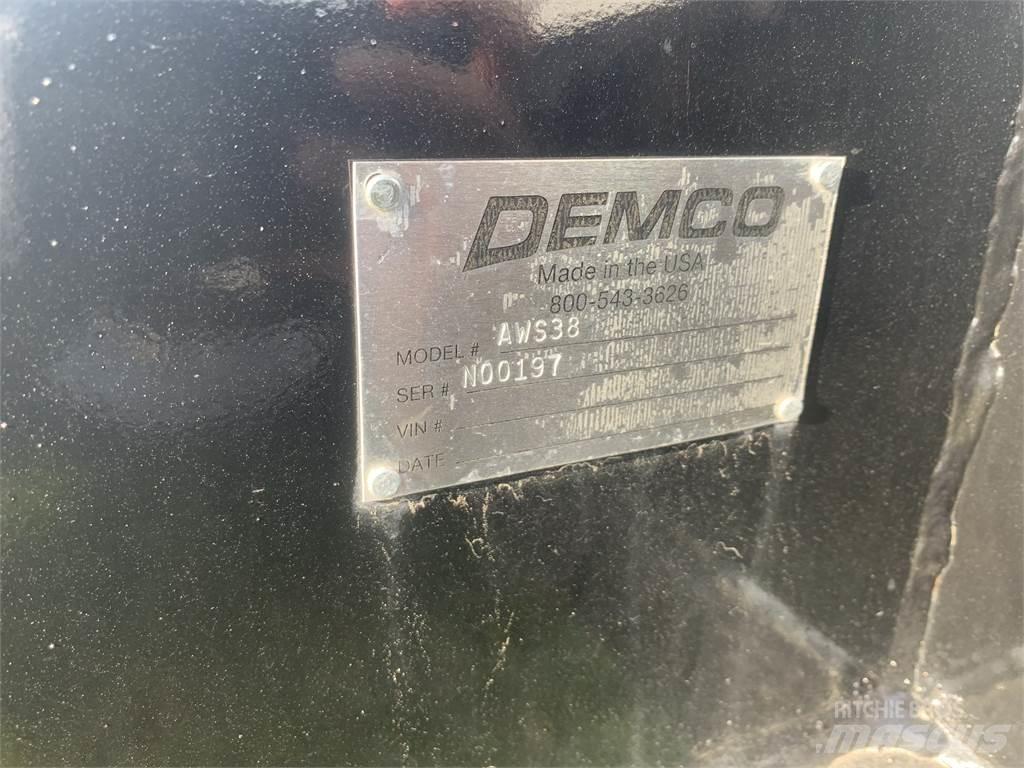 DEMCO
Made in the USA
800-543-3626
MODEL # AWS38
SER # N00197
VIN #
DATE
RITCHIE BROS
mascus